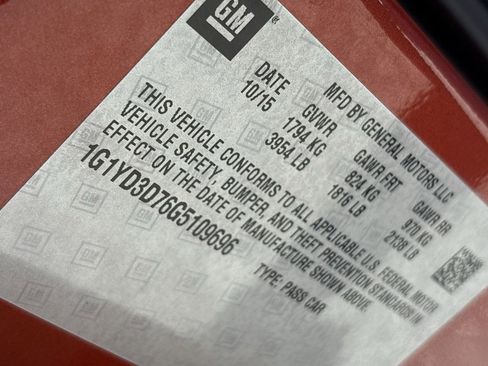 GM
MFD BY GENERAL MOTORS LLC
DATE GVWR GAWR FRT GAWR RR
10/15 1794 KG 824 KG 970 KG
3954 LB 1816 LB 2138 LB
THIS VEHICLE CONFORMS TO ALL APPLICABLE U.S. FEDERAL MOTOR
VEHICLE SAFETY, BUMPER, AND THEFT PREVENTION STANDARDS IN
EFFECT ON THE DATE OF MANUFACTURE SHOWN ABOVE.
1G1YD3D76G5109696 TYPE: PASS CAR